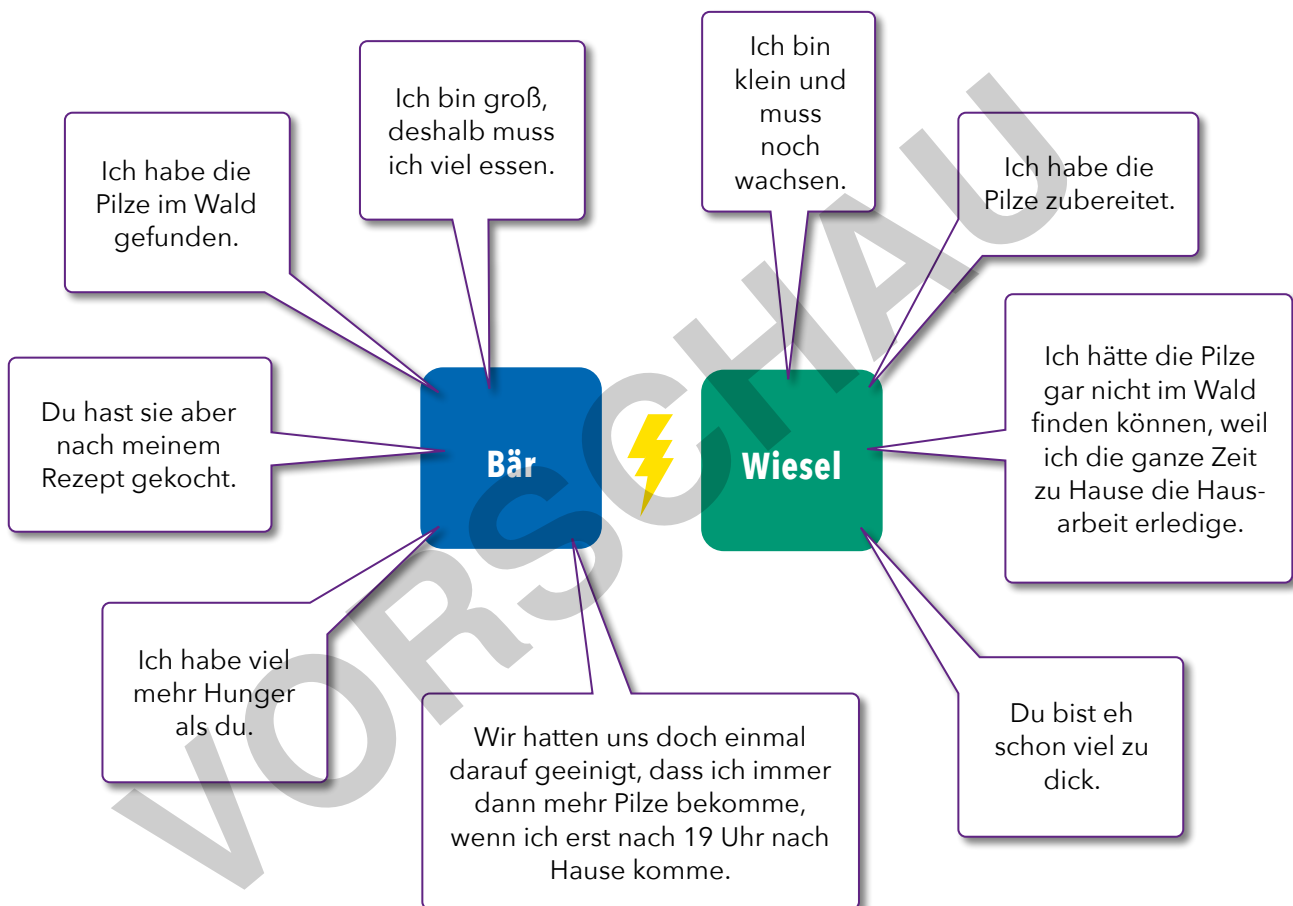 Ich bin groß,
deshalb muss
ich viel essen.
Ich bin
klein und
muss
noch
wachsen.
Ich habe die
Pilze im Wald
gefunden.
Ich habe die
Pilze zubereitet.
Du hast sie aber
nach meinem
Rezept gekocht.
Bär
Wiesel
Ich hätte die Pilze
gar nicht im Wald
finden können, weil
ich die ganze Zeit
zu Hause die Haus-
arbeit erledige.
Ich habe viel
mehr Hunger
als du.
Wir hatten uns doch einmal
darauf geeinigt, dass ich immer
dann mehr Pilze bekomme,
wenn ich erst nach 19 Uhr nach
Hause komme.
Du bist eh
schon viel zu
dick.
VORSCHAU